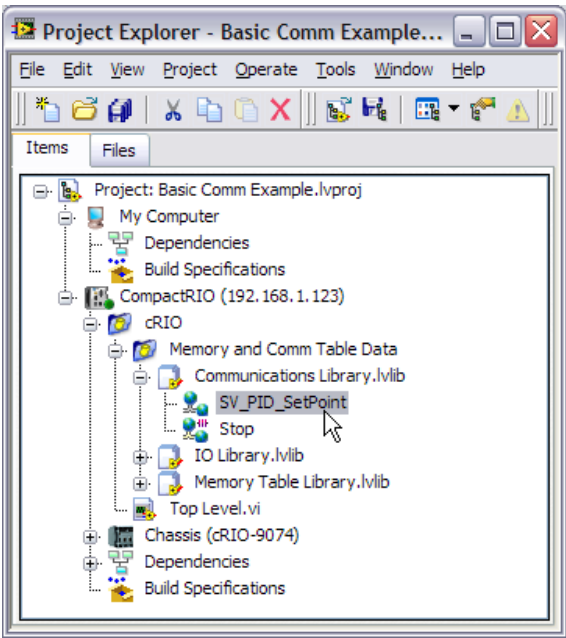 Project Explorer - Basic Comm Example...
File Edit View Project Operate Tools Window Help
Items Files
Project: Basic Comm Example.lvproj
My Computer
Dependencies
Build Specifications
CompactRIO (192.168.1.123)
cRIO
Memory and Comm Table Data
Communications Library.lvlib
SV_PID_SetPoint
Stop
IO Library.lvlib
Memory Table Library.lvlib
Top Level.vi
Chassis (cRIO-9074)
Dependencies
Build Specifications